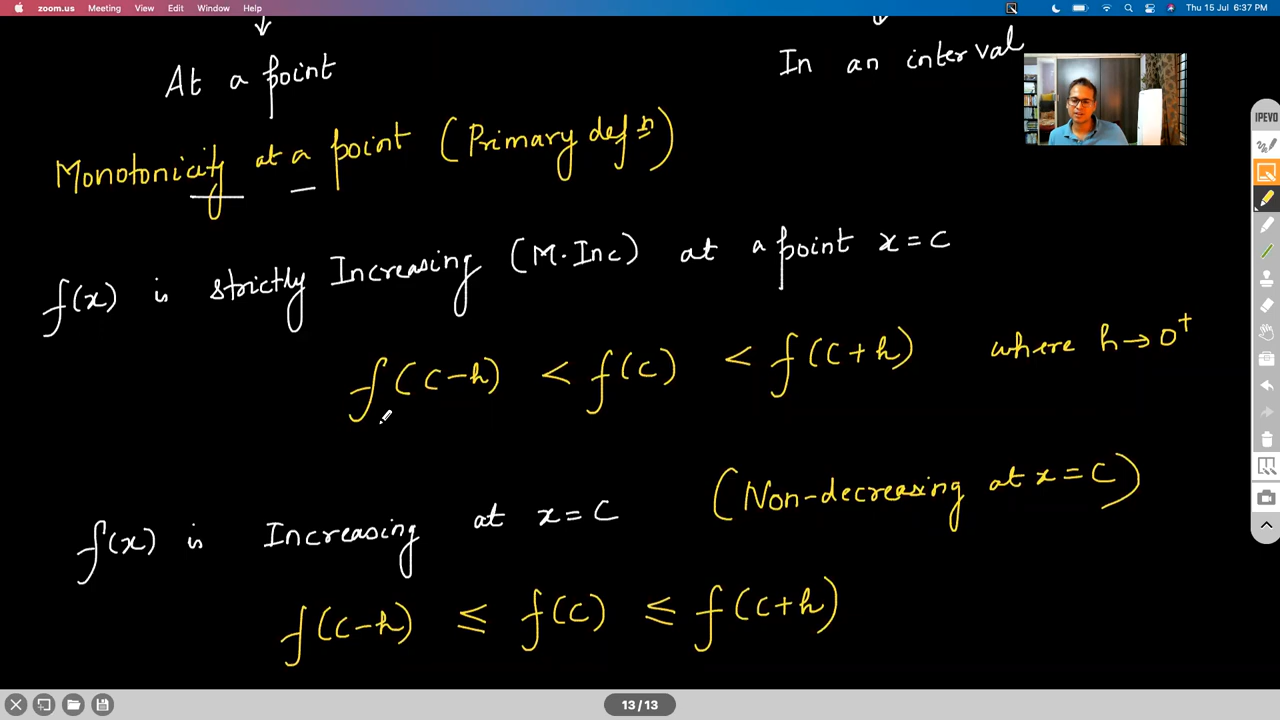 zoom.us Meeting View Edit Window Help Thu 15 Jul 6:37 PM
At a point
In an interval
Monotonicity at a point (Primary defn)
f(x) is strictly Increasing (M.Inc) at a point x=c
f(c-h) < f(c) < f(c+h) where h→0⁺
f(x) is Increasing at x=c (Non-decreasing at x=c)
f(c-h) ≤ f(c) ≤ f(c+h)
IPEVO
13/13